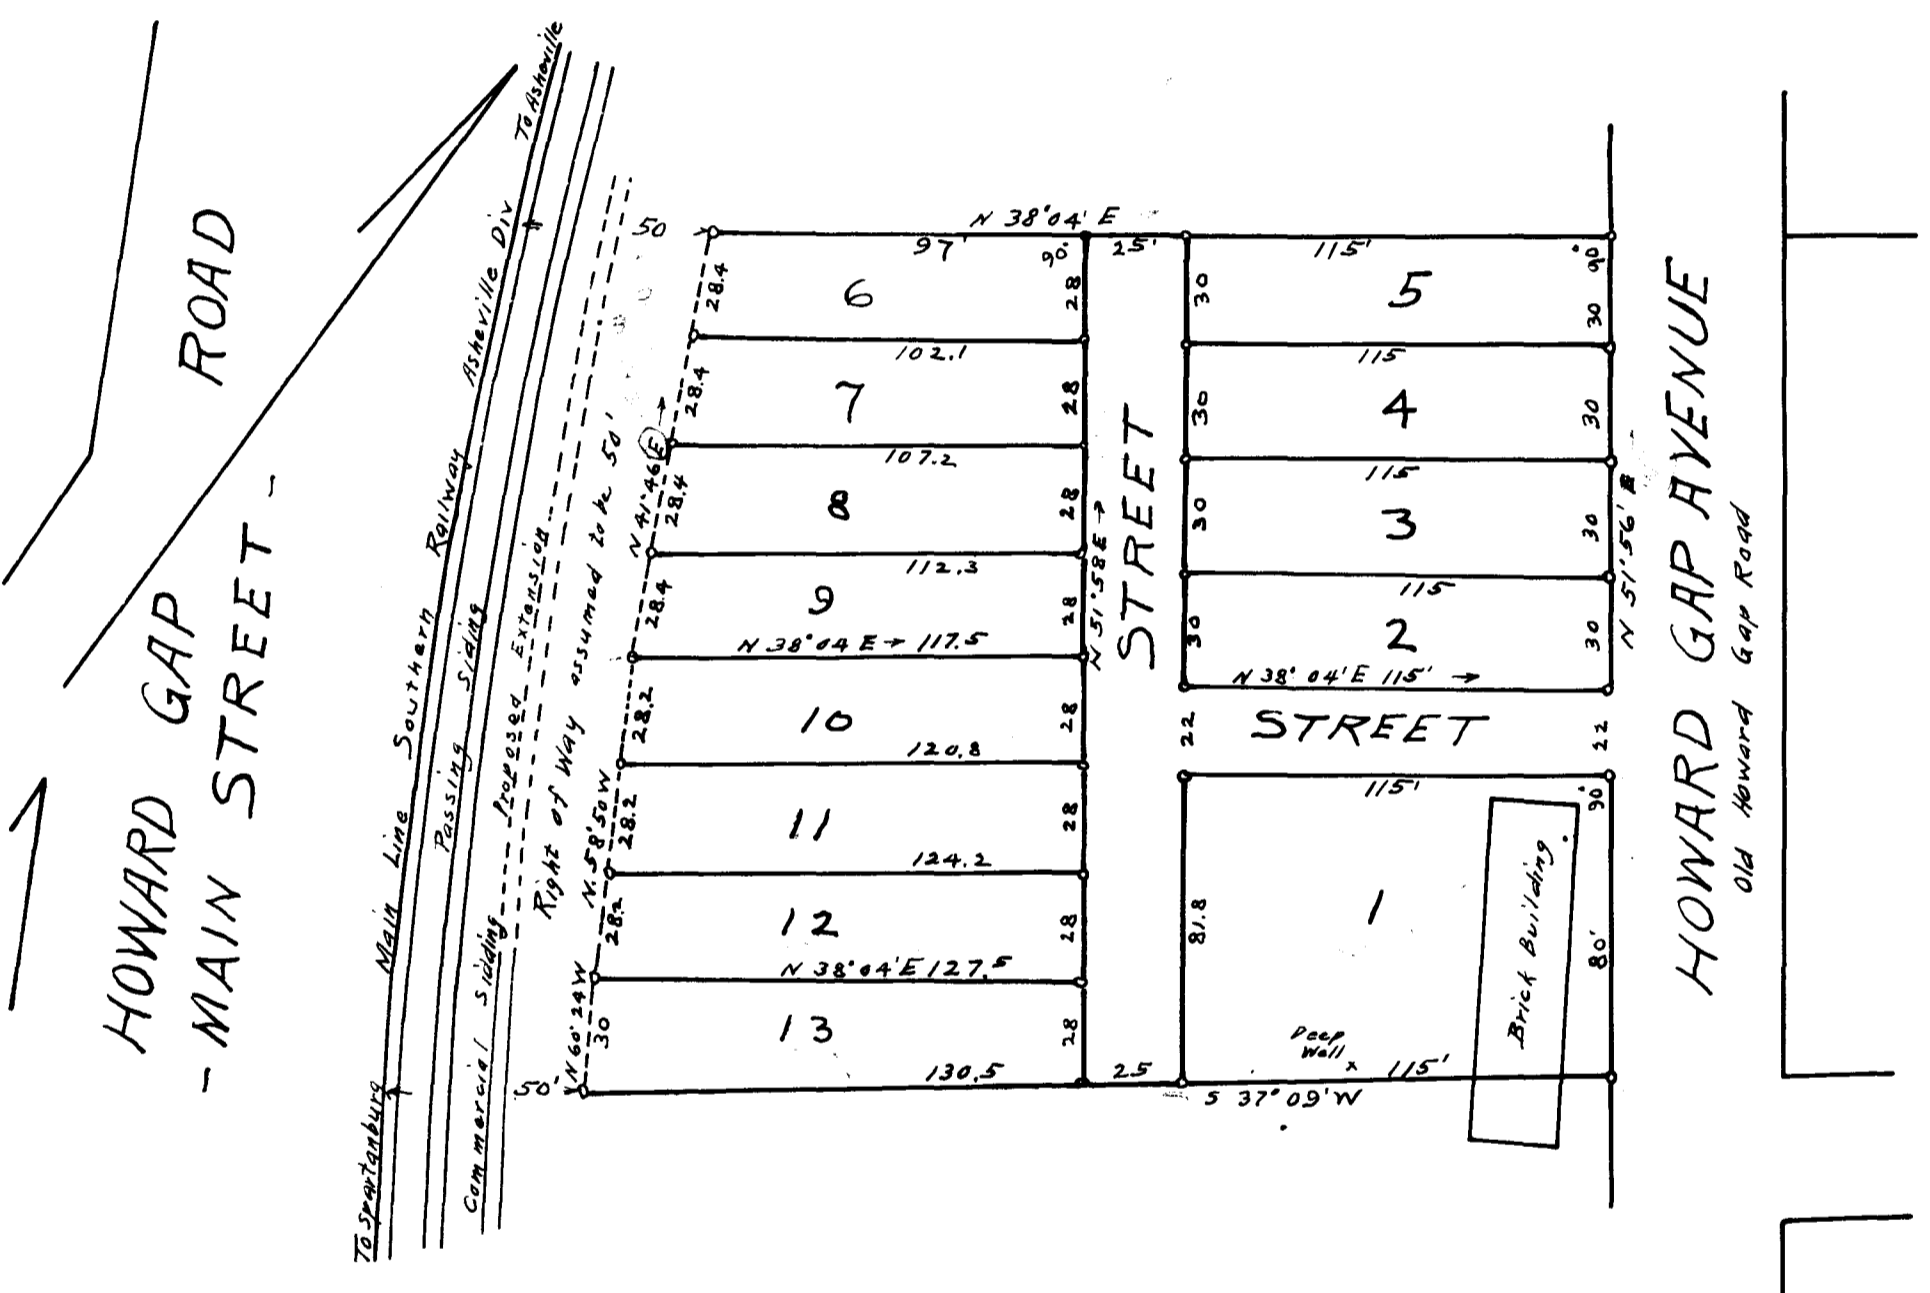 HOWARD GAP ROAD
- MAIN STREET -
To Spartanburg Main Line Southern Railway Asheville Div To Asheville
Passing Siding
Commercial Sidding Proposed Extension
Right of Way assumed to be 50'
50
N 38°04' E
97'
90°
25'
115'
90°
28.4
6
28
30
5
30
102.1
115
28.4
7
28
30
4
30
107.2
115
N 41°46 E
28.4
8
28
30
3
30
112.3
115
28.4
9
28
N 51°58 E →
STREET
30
2
30
N 51°56' E
N 38°04 E → 117.5
N 38°04' E 115' →
28.2
10
28
22
STREET
22
120.8
115'
90°
N. 58°50 W
28.2
11
28
124.2
28.2
12
28
81.8
1
80'
Brick Building
N 38°04' E 127.5
N 60°24 W
30
13
28
Deep
Well
x
50'
130.5
25
115'
S 37°09' W
HOWARD GAP AVENUE
Old Howard Gap Road